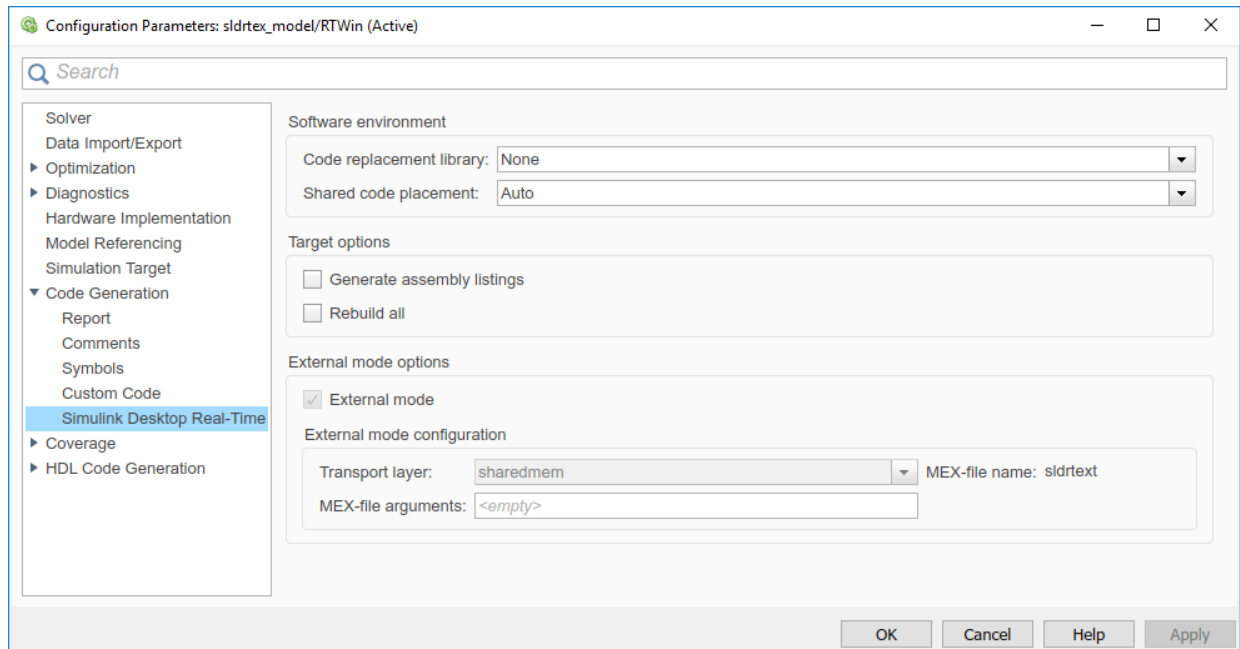 Configuration Parameters: sldrtex_model/RTWin (Active)
Search
Solver
Data Import/Export
Optimization
Diagnostics
Hardware Implementation
Model Referencing
Simulation Target
Code Generation
Report
Comments
Symbols
Custom Code
Simulink Desktop Real-Time
Coverage
HDL Code Generation
Software environment
Code replacement library: None
Shared code placement: Auto
Target options
Generate assembly listings
Rebuild all
External mode options
External mode
External mode configuration
Transport layer: sharedmem MEX-file name: sldrtext
MEX-file arguments: <empty>
OK Cancel Help Apply